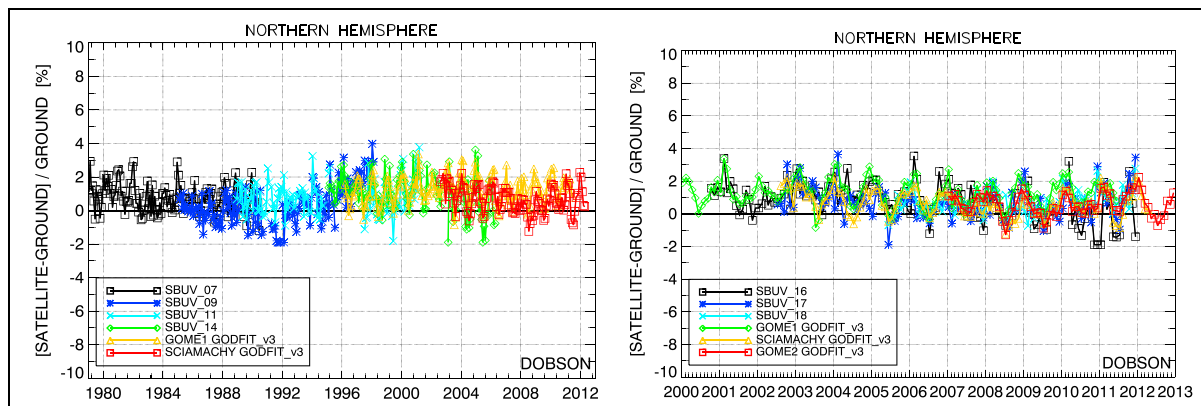 NORTHERN HEMISPHERE
[SATELLITE-GROUND] / GROUND [%]
10
8
6
4
2
0
-2
-4
-6
-8
-10
SBUV_07
SBUV_09
SBUV_11
SBUV_14
GOME1 GODFIT_v3
SCIAMACHY GODFIT_v3
DOBSON
1980 1984 1988 1992 1996 2000 2004 2008 2012
NORTHERN HEMISPHERE
[SATELLITE-GROUND] / GROUND [%]
10
8
6
4
2
0
-2
-4
-6
-8
-10
SBUV_16
SBUV_17
SBUV_18
GOME1 GODFIT_v3
SCIAMACHY GODFIT_v3
GOME2 GODFIT_v3
DOBSON
2000 2001 2002 2003 2004 2005 2006 2007 2008 2009 2010 2011 2012 2013